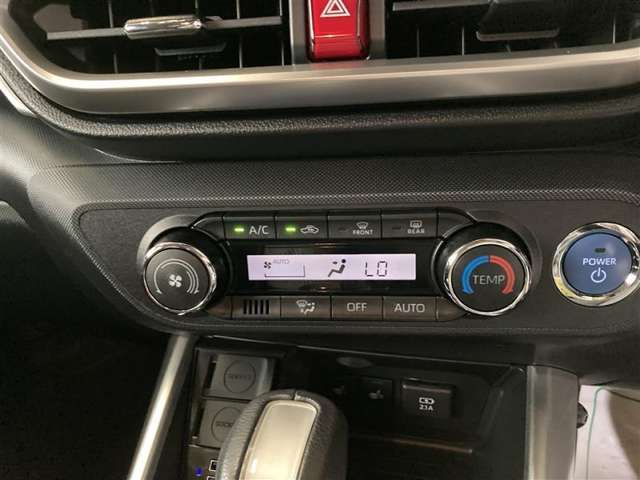 A/C
FRONT
REAR
AUTO
LO
TEMP
POWER
OFF
AUTO
2.1A